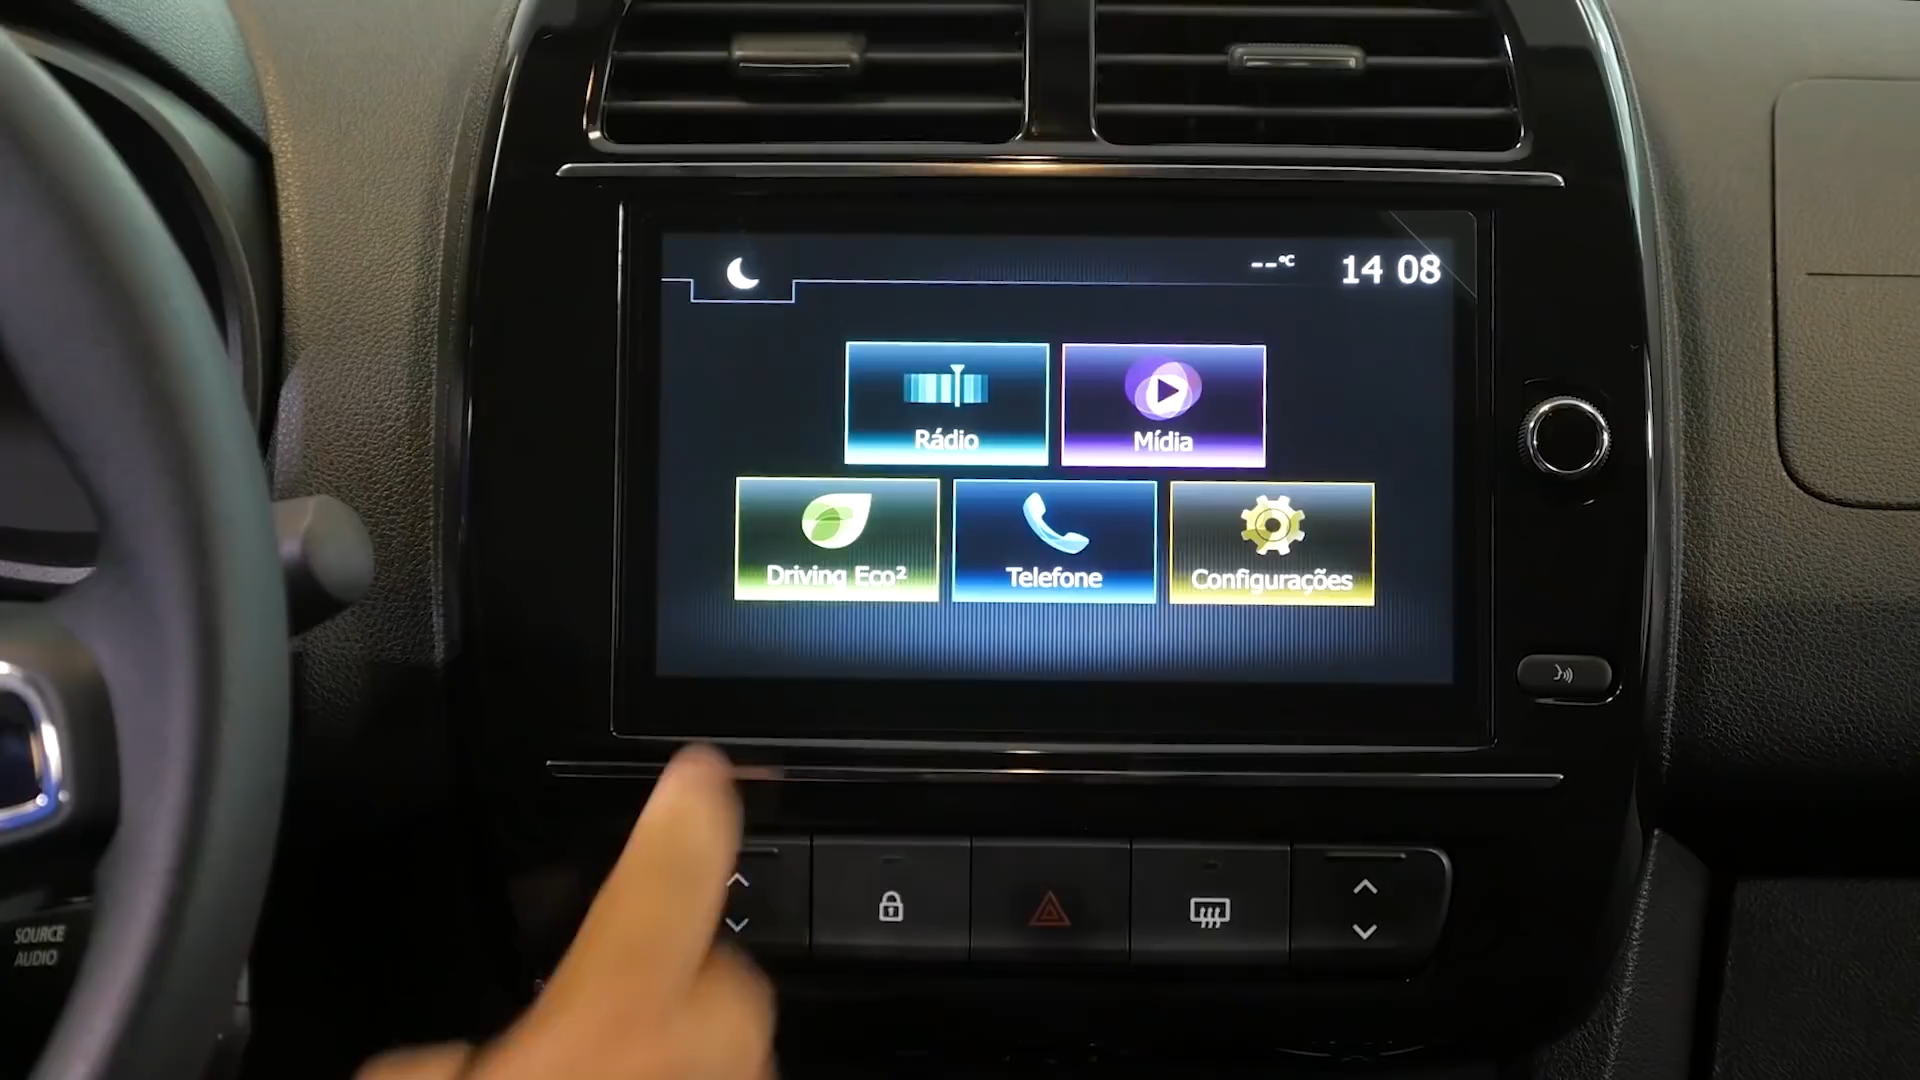 --°C 14 08
Rádio
Mídia
Driving Eco²
Telefone
Configurações
SOURCE
AUDIO